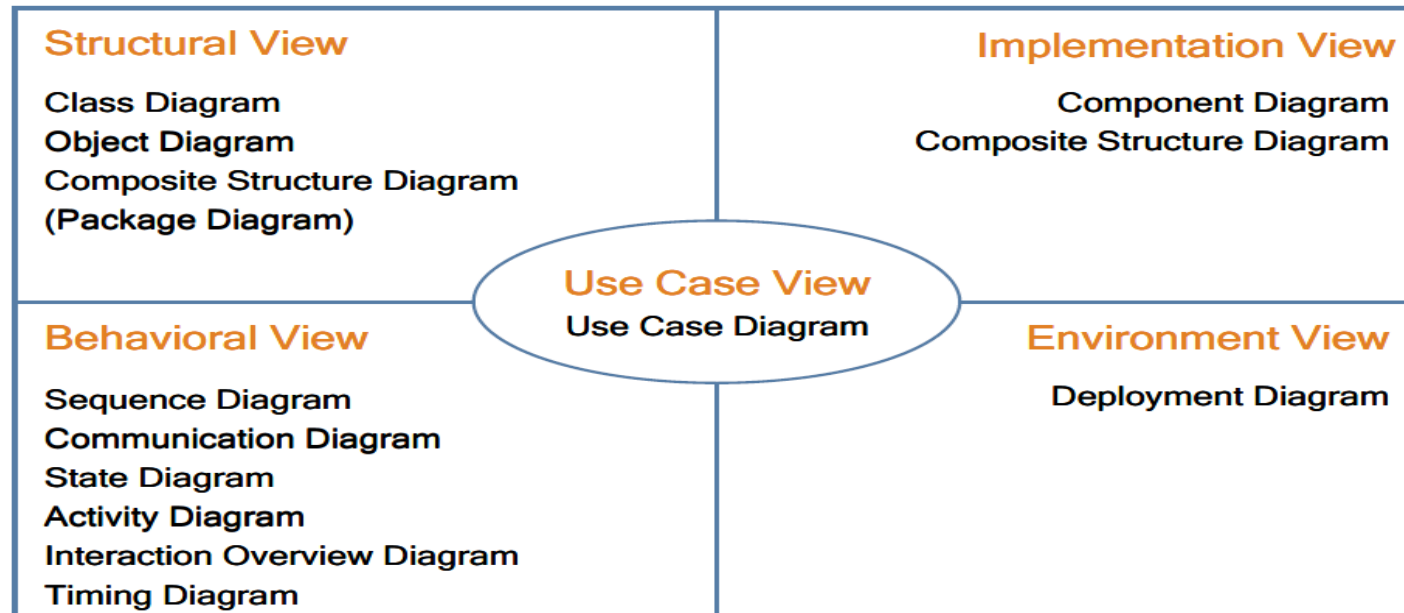 Structural View
Class Diagram
Object Diagram
Composite Structure Diagram
(Package Diagram)
Implementation View
Component Diagram
Composite Structure Diagram
Use Case View
Use Case Diagram
Behavioral View
Sequence Diagram
Communication Diagram
State Diagram
Activity Diagram
Interaction Overview Diagram
Timing Diagram
Environment View
Deployment Diagram